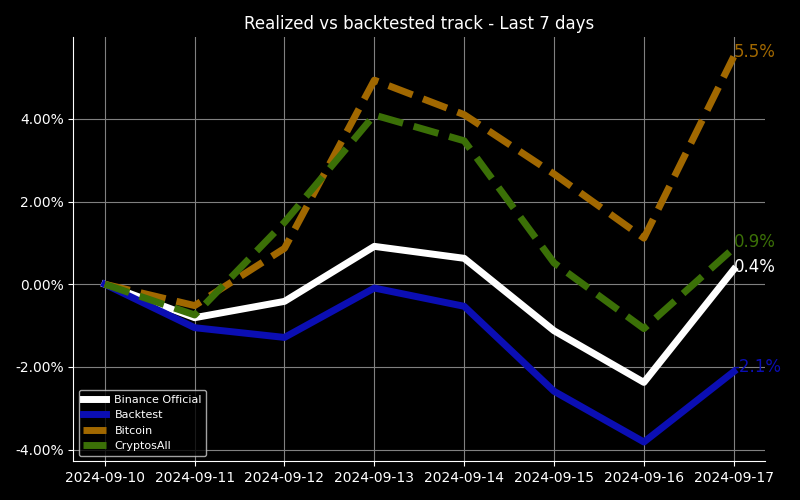 Realized vs backtested track - Last 7 days
5.5%
4.00%
2.00%
0.9%
0.4%
0.00%
-2.00%
-2.1%
-4.00%
Binance Official
Backtest
Bitcoin
CryptosAll
2024-09-10 2024-09-11 2024-09-12 2024-09-13 2024-09-14 2024-09-15 2024-09-16 2024-09-17